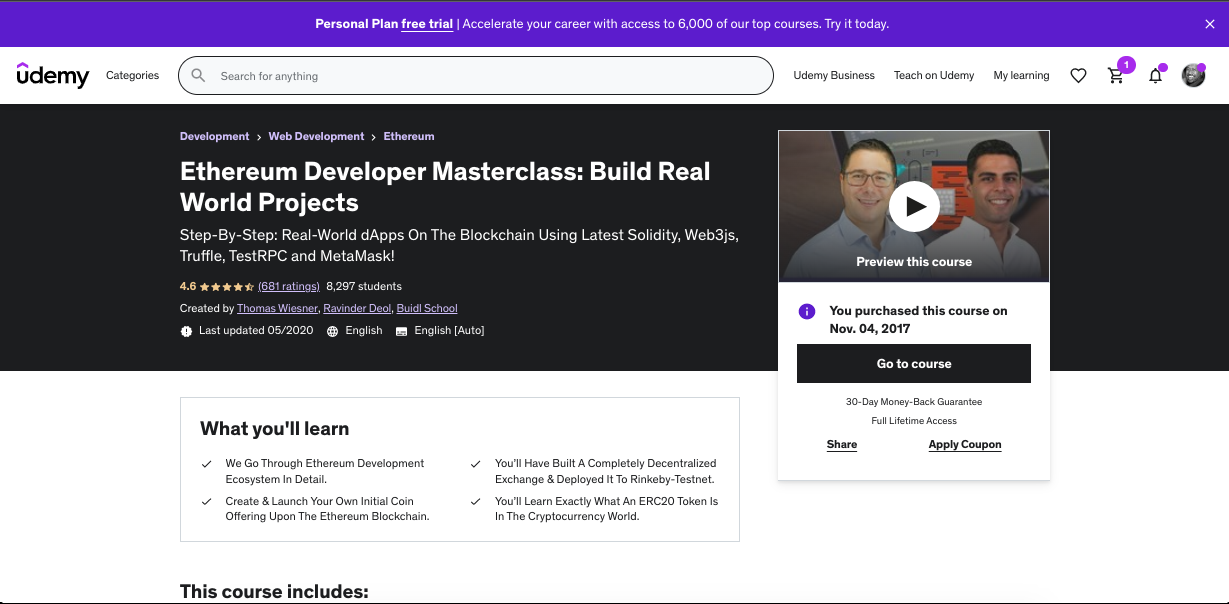 Personal Plan free trial | Accelerate your career with access to 6,000 of our top courses. Try it today.
udemy
Categories
Search for anything
Udemy Business
Teach on Udemy
My learning
1
Development > Web Development > Ethereum
Ethereum Developer Masterclass: Build Real
World Projects
Step-By-Step: Real-World dApps On The Blockchain Using Latest Solidity, Web3js,
Truffle, TestRPC and MetaMask!
4.6 (681 ratings) 8,297 students
Created by Thomas Wiesner, Ravinder Deol, Buidl School
Last updated 05/2020 English English [Auto]
Preview this course
You purchased this course on
Nov. 04, 2017
Go to course
30-Day Money-Back Guarantee
Full Lifetime Access
Share
Apply Coupon
What you'll learn
We Go Through Ethereum Development
Ecosystem In Detail.
Create & Launch Your Own Initial Coin
Offering Upon The Ethereum Blockchain.
You'll Have Built A Completely Decentralized
Exchange & Deployed It To Rinkeby-Testnet.
You'll Learn Exactly What An ERC20 Token Is
In The Cryptocurrency World.
This course includes: